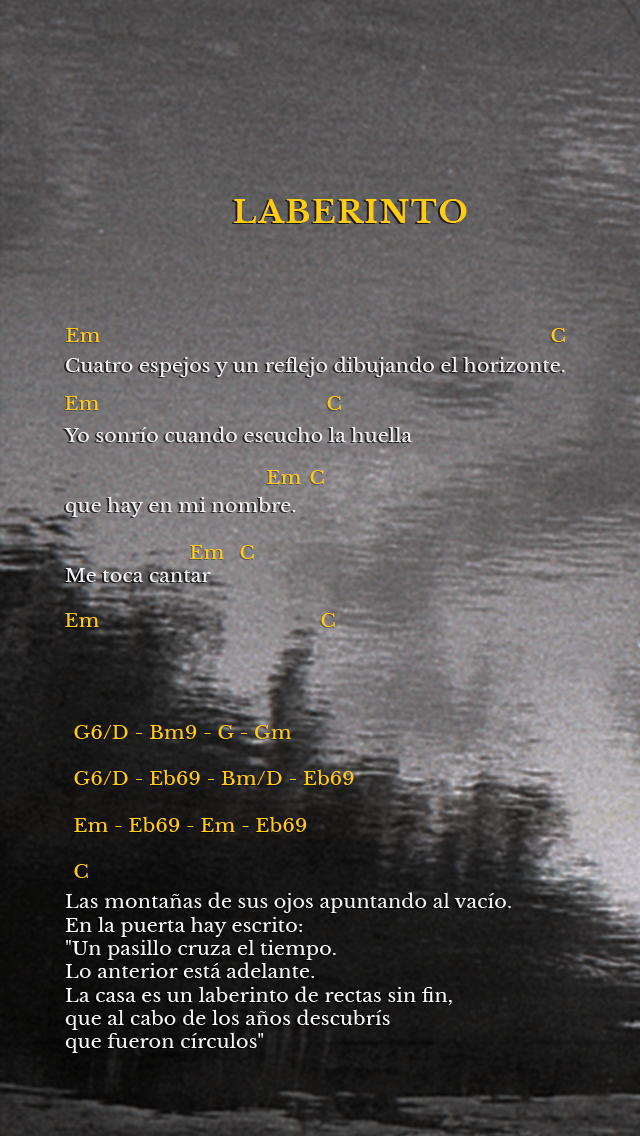 LABERINTO
Em C
Cuatro espejos y un reflejo dibujando el horizonte.
Em C
Yo sonrío cuando escucho la huella
Em C
que hay en mi nombre.
Em C
Me toca cantar
Em C
G6/D - Bm9 - G - Gm
G6/D - Eb69 - Bm/D - Eb69
Em - Eb69 - Em - Eb69
C
Las montañas de sus ojos apuntando al vacío.
En la puerta hay escrito:
"Un pasillo cruza el tiempo.
Lo anterior está adelante.
La casa es un laberinto de rectas sin fin,
que al cabo de los años descubrís
que fueron círculos"